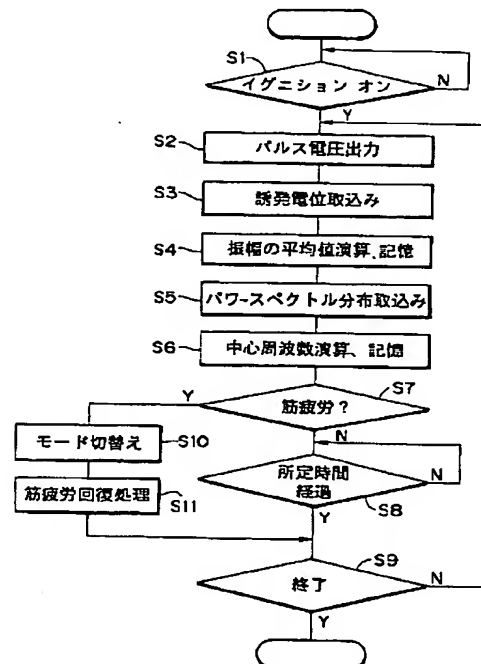 S1
イグニション オン
N
Y
S2
パルス電圧出力
S3
誘発電位取込み
S4
振幅の平均値演算、記憶
S5
パワースペクトル分布取込み
S6
中心周波数演算、記憶
S7
筋疲労?
Y
N
モード切替え
S10
所定時間
経過
N
S8
Y
筋疲労回復処理
S11
S9
終了
N
Y